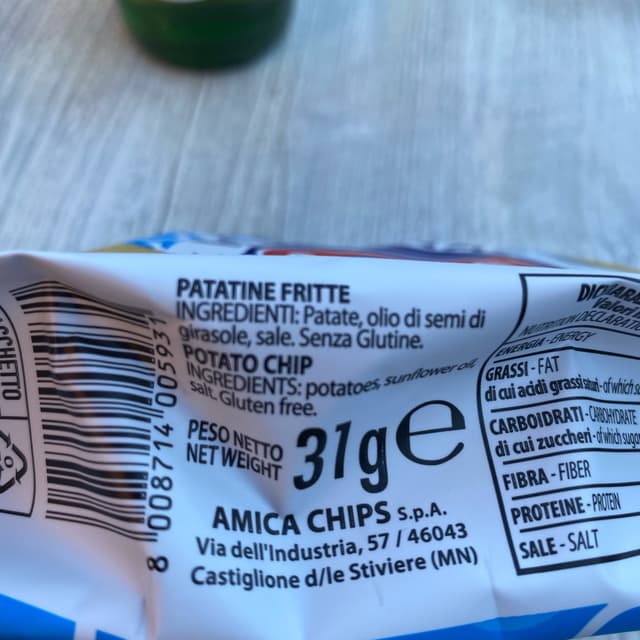 PATATINE FRITTE
INGREDIENTI: Patate, olio di semi di
girasole, sale. Senza Glutine.
POTATO CHIP
INGREDIENTS: potatoes, sunflower oil,
salt. Gluten free.
PESO NETTO
NET WEIGHT
31g e
AMICA CHIPS S.p.A.
Via dell'Industria, 57 / 46043
Castiglione d/le Stiviere (MN)
8 008714 005931
ENERGIA - ENERGY
GRASSI - FAT
di cui acidi grassi saturi - of which
CARBOIDRATI - CARBOHYDRATE
di cui zuccheri - of which
FIBRA - FIBER
PROTEINE - PROTEIN
SALE - SALT